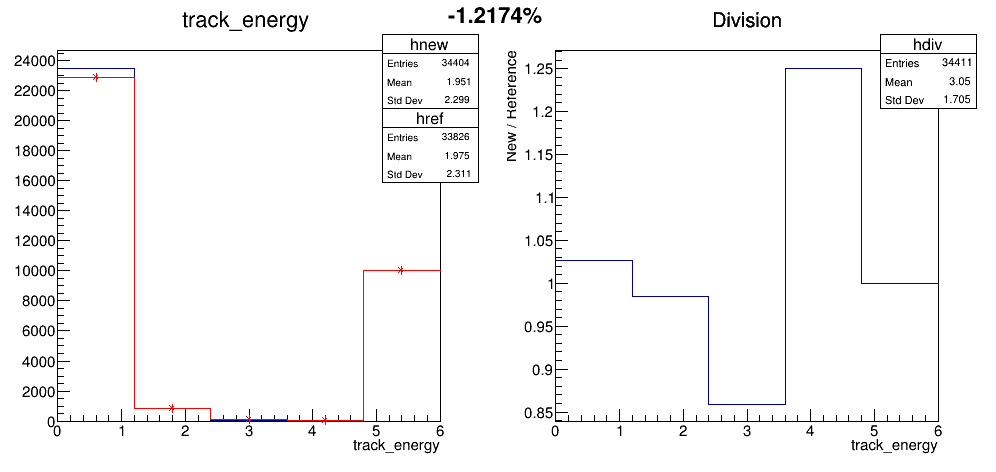 -1.2174%
track_energy
hnew
Entries 34404
Mean 1.951
Std Dev 2.299
href
Entries 33826
Mean 1.975
Std Dev 2.311
24000
22000
20000
18000
16000
14000
12000
10000
8000
6000
4000
2000
0
0 1 2 3 4 5 6
track_energy
Division
hdiv
Entries 34411
Mean 3.05
Std Dev 1.705
New / Reference
1.25
1.2
1.15
1.1
1.05
1
0.95
0.9
0.85
0 1 2 3 4 5 6
track_energy